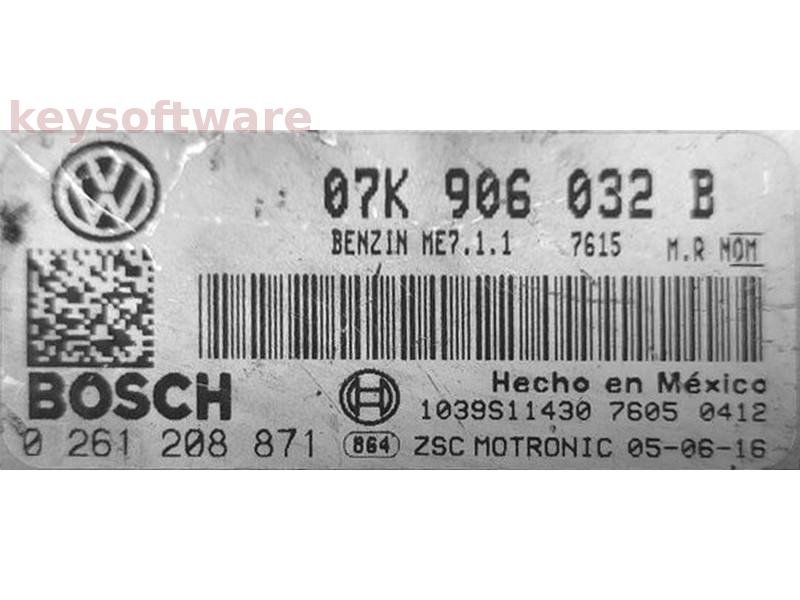 keysoftware
07K 906 032 B
BENZIN ME7.1.1 7615 M.R NOM
BOSCH
Hecho en México
1039S11430 7605 0412
0 261 208 871 864 ZSC MOTRONIC 05-06-16